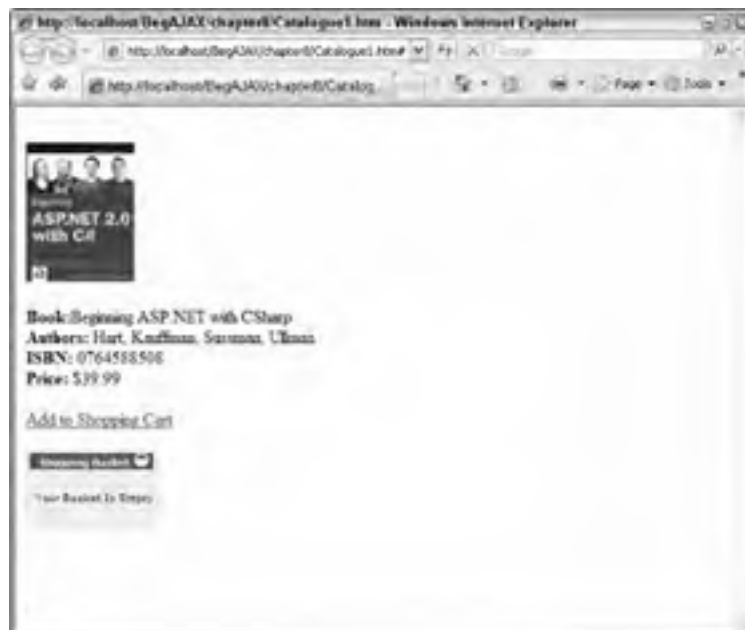 http://localhost/BegAJAX/chapter8/Catalogue1.htm - Windows Internet Explorer
http://localhost/BegAJAX/chapter8/Catalogue1.htm#
http://localhost/BegAJAX/chapter8/Catalog...
Page
Tools
Beginning
ASP.NET 2.0
with C#
Book:Beginning ASP.NET with CSharp
Authors: Hart, Kauffman, Sussman, Ullman
ISBN: 0764588508
Price: $39.99
Add to Shopping Cart
Shopping Basket
Your Basket Is Empty